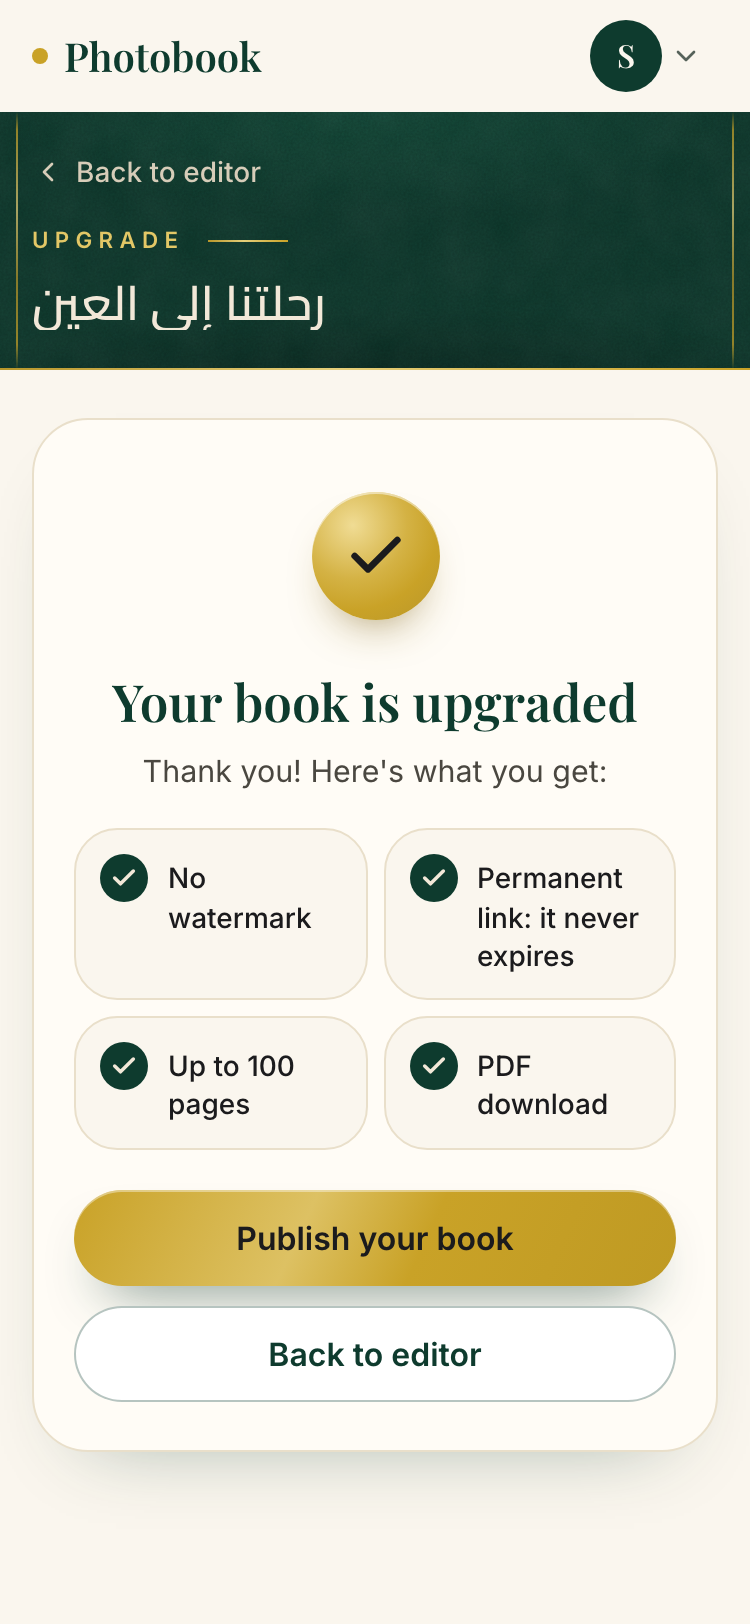 Photobook
S
Back to editor
UPGRADE
رحلتنا إلى العين
Your book is upgraded
Thank you! Here's what you get:
No
watermark
Permanent
link: it never
expires
Up to 100
pages
PDF
download
Publish your book
Back to editor